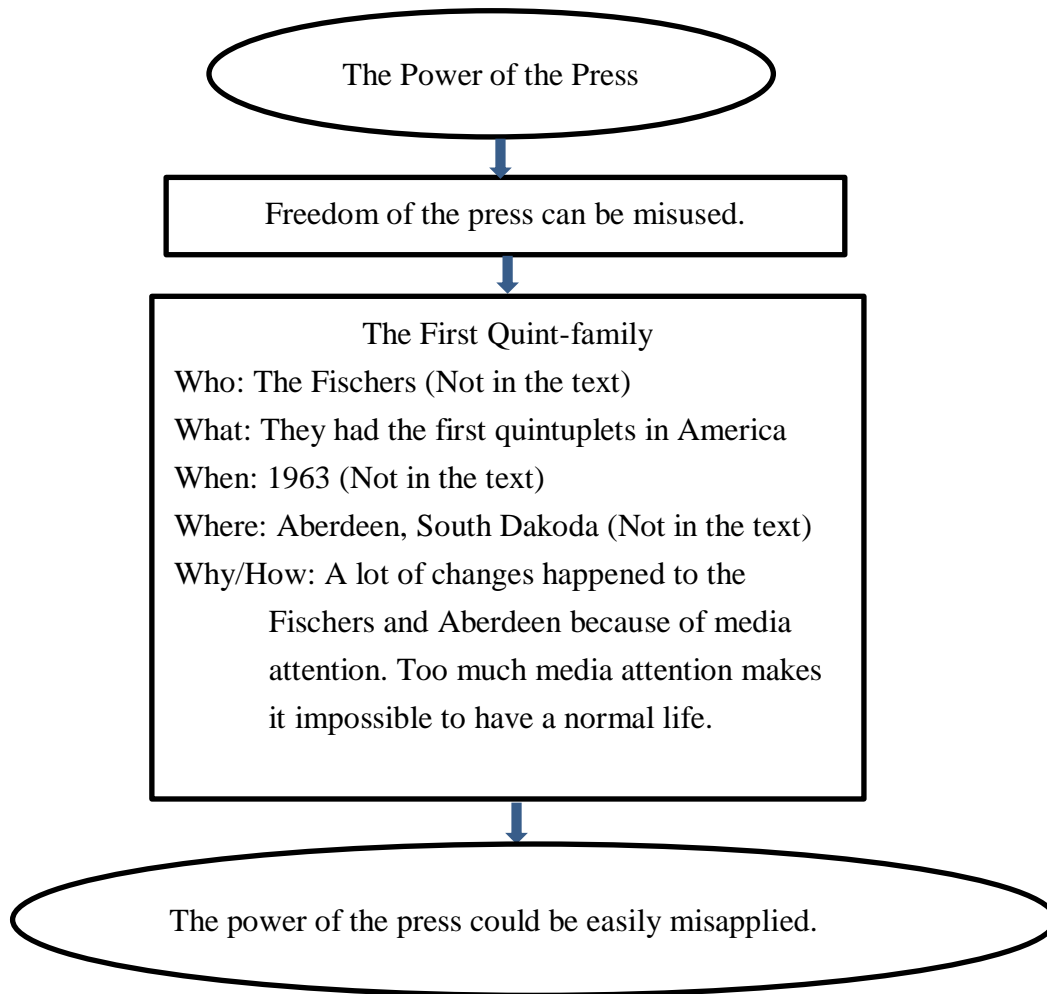 The Power of the Press
Freedom of the press can be misused.
The First Quint-family
Who: The Fischers (Not in the text)
What: They had the first quintuplets in America
When: 1963 (Not in the text)
Where: Aberdeen, South Dakoda (Not in the text)
Why/How: A lot of changes happened to the
Fischers and Aberdeen because of media
attention. Too much media attention makes
it impossible to have a normal life.
The power of the press could be easily misapplied.